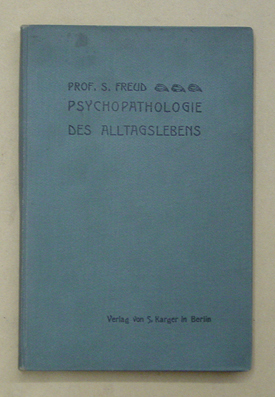 PROF. S. FREUD
PSYCHOPATHOLOGIE
DES ALLTAGSLEBENS
Verlag von S. Karger in Berlin